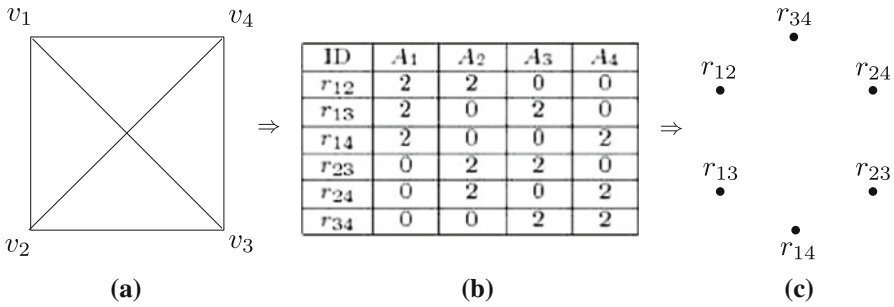 v1 v4
v2 v3
(a)
⇒
ID A1 A2 A3 A4
r12 2 2 0 0
r13 2 0 2 0
r14 2 0 0 2
r23 0 2 2 0
r24 0 2 0 2
r34 0 0 2 2
(b)
⇒
r34
r12 r24
r13 r23
r14
(c)